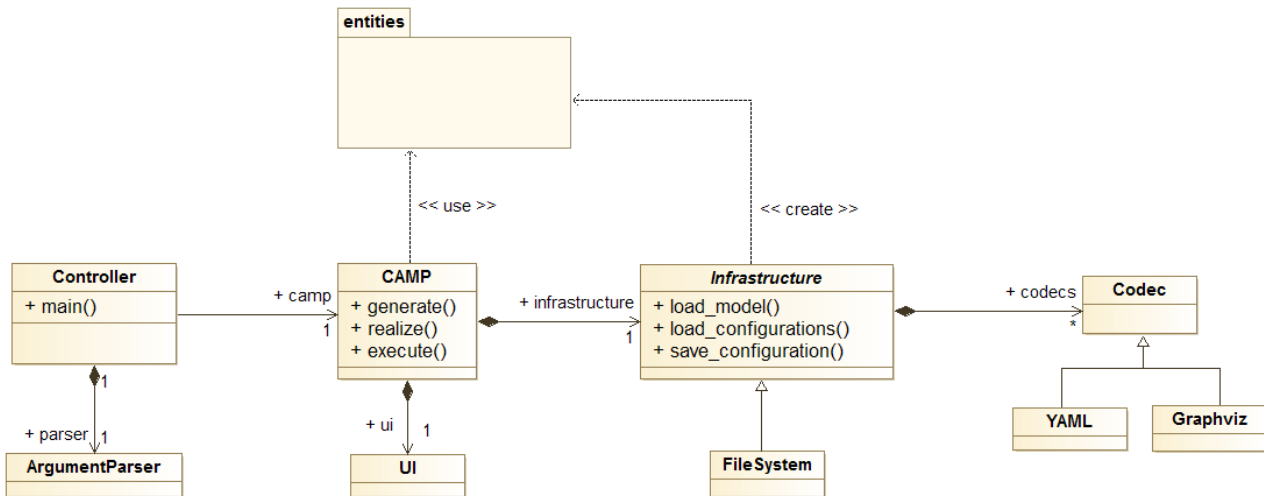 entities
<< use >>
<< create >>
Controller
+ main()
+ camp
1
CAMP
+ generate()
+ realize()
+ execute()
+ infrastructure
1
Infrastructure
+ load_model()
+ load_configurations()
+ save_configuration()
+ codecs
*
Codec
1
+ parser
1
ArgumentParser
+ ui
1
UI
FileSystem
YAML
Graphviz